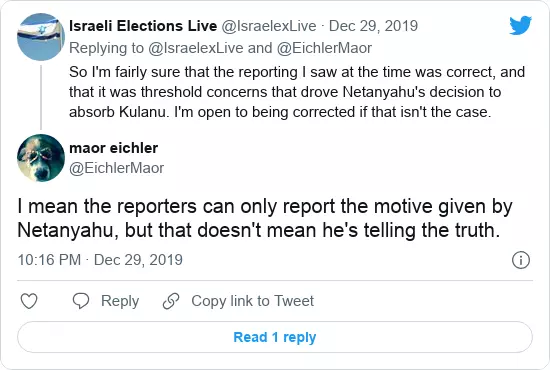 Israeli Elections Live @IsraelexLive · Dec 29, 2019
Replying to @IsraelexLive and @EichlerMaor
So I'm fairly sure that the reporting I saw at the time was correct, and
that it was threshold concerns that drove Netanyahu's decision to
absorb Kulanu. I'm open to being corrected if that isn't the case.
maor eichler
@EichlerMaor
I mean the reporters can only report the motive given by
Netanyahu, but that doesn't mean he's telling the truth.
10:16 PM · Dec 29, 2019
Reply
Copy link to Tweet
Read 1 reply